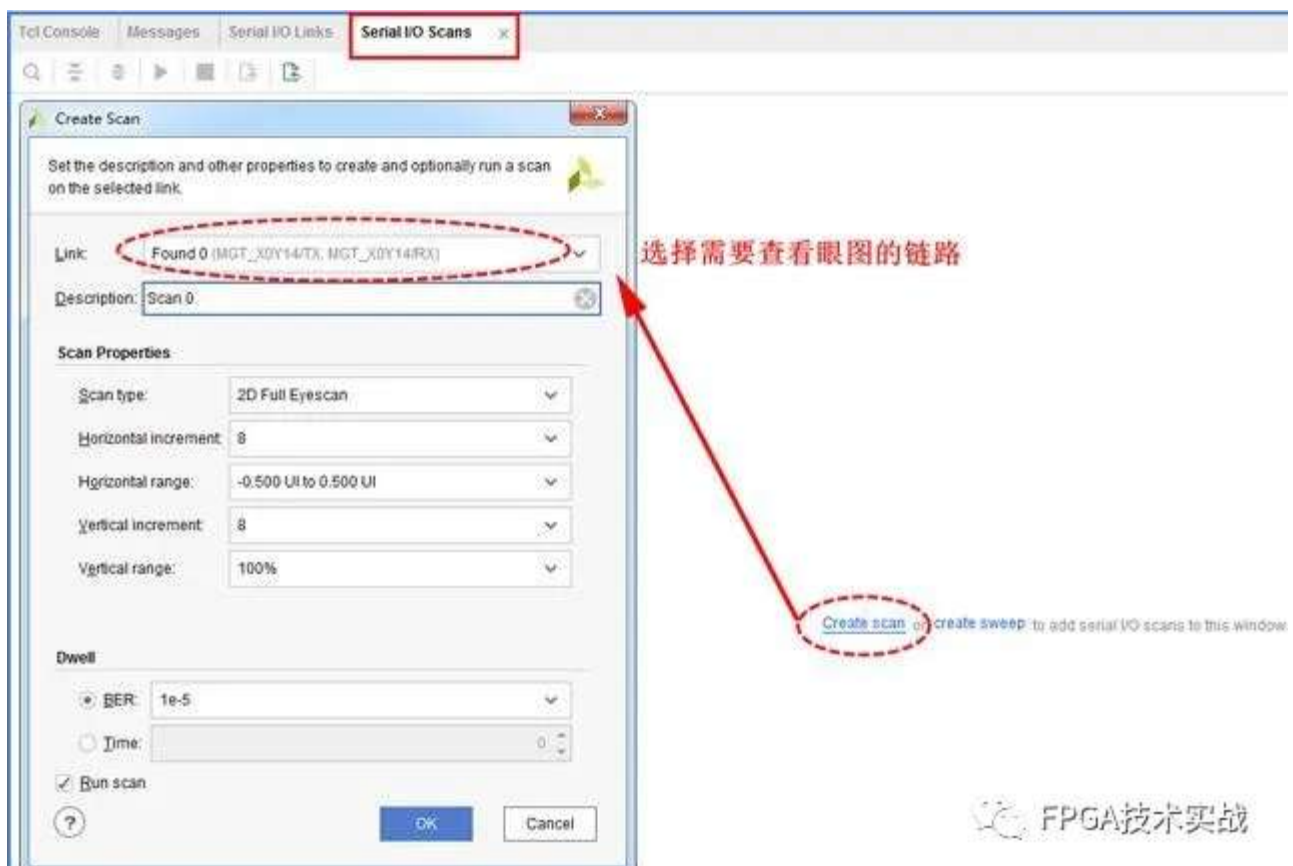 Tcl Console Messages Serial I/O Links Serial I/O Scans
Create Scan
Set the description and other properties to create and optionally run a scan
on the selected link.
Link: Found 0 (MGT_X0Y14/TX, MGT_X0Y14/RX)
选择需要查看眼图的链路
Description: Scan 0
Scan Properties
Scan type: 2D Full Eyescan
Horizontal increment: 8
Horizontal range: -0.500 UI to 0.500 UI
Vertical increment: 8
Vertical range: 100%
Create scan or create sweep to add serial I/O scans to this window.
Dwell
BER: 1e-5
Time: 0
Run scan
? OK Cancel
FPGA技术实战